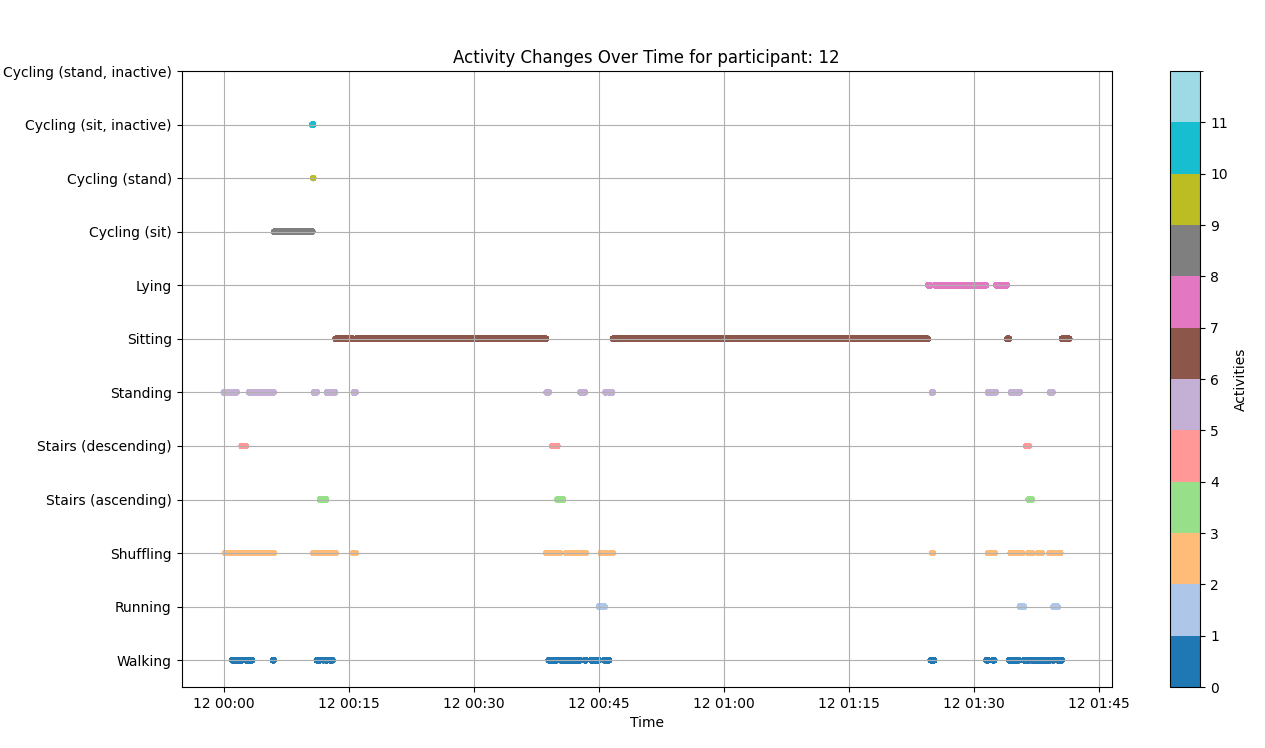 Activity Changes Over Time for participant: 12
Cycling (stand, inactive)
Cycling (sit, inactive)
Cycling (stand)
Cycling (sit)
Lying
Sitting
Standing
Stairs (descending)
Stairs (ascending)
Shuffling
Running
Walking
12 00:00
12 00:15
12 00:30
12 00:45
12 01:00
12 01:15
12 01:30
12 01:45
Time
11
10
9
8
7
6
5
4
3
2
1
0
Activities